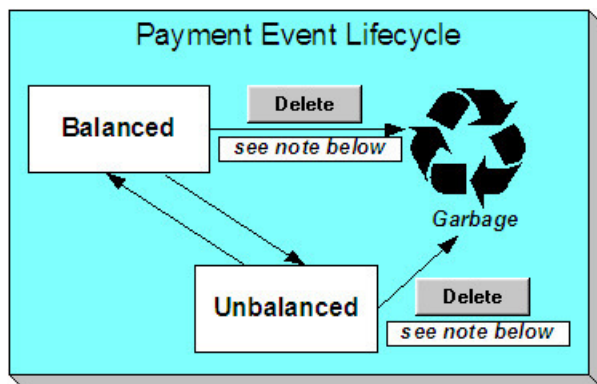 Payment Event Lifecycle
Delete
Balanced
see note below
Garbage
Unbalanced
Delete
see note below